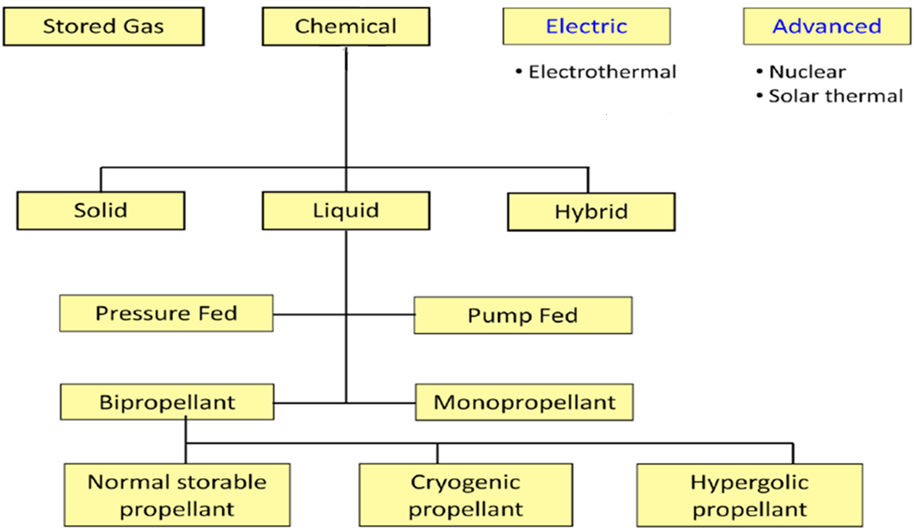 Stored Gas
Chemical
Electric
Advanced
• Electrothermal
• Nuclear
• Solar thermal
Solid
Liquid
Hybrid
Pressure Fed
Pump Fed
Bipropellant
Monopropellant
Normal storable
propellant
Cryogenic
propellant
Hypergolic
propellant